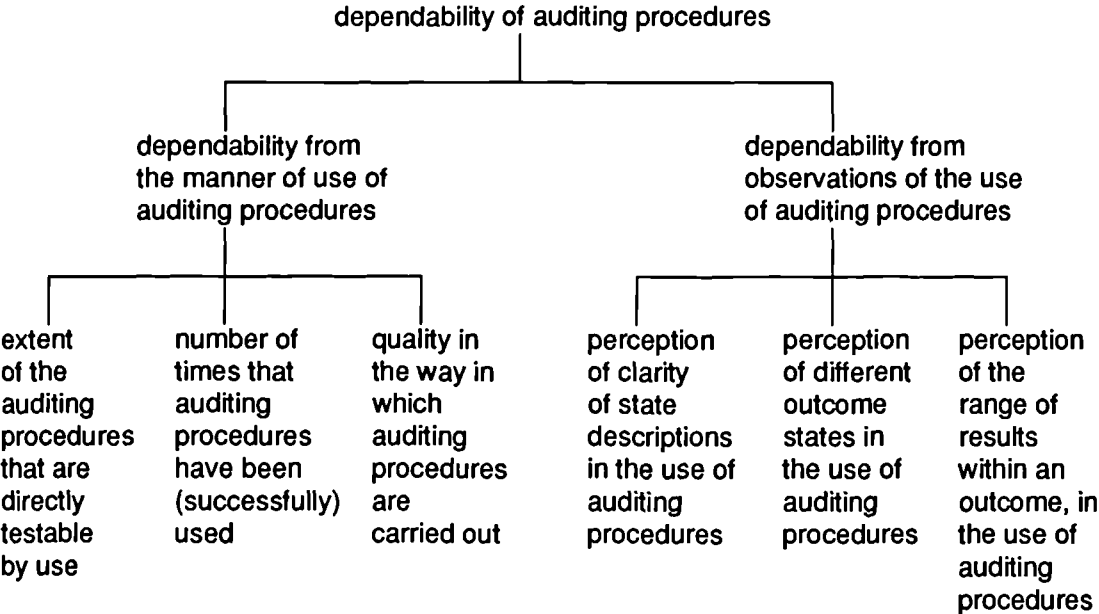 dependability of auditing procedures
dependability from
the manner of use of
auditing procedures
dependability from
observations of the use
of auditing procedures
extent
of the
auditing
procedures
that are
directly
testable
by use
number of
times that
auditing
procedures
have been
(successfully)
used
quality in
the way in
which
auditing
procedures
are
carried out
perception
of clarity
of state
descriptions
in the use of
auditing
procedures
perception
of different
outcome
states in
the use of
auditing
procedures
perception
of the
range of
results
within an
outcome, in
the use of
auditing
procedures